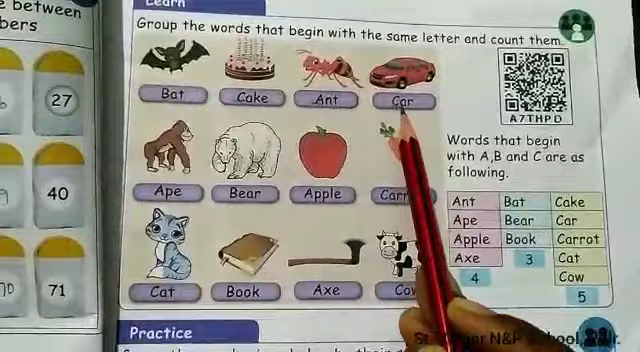 e between
bers
27
40
71
Learn
Group the words that begin with the same letter and count them.
Bat Cake Ant Car
A7THPD
Ape Bear Apple
Cat Book Axe
Words that begin
with A,B and C are as
following.
Ant Bat Cake
Ape Bear Car
Apple Book Carrot
Axe 3 Cat
4 Cow
5
Practice